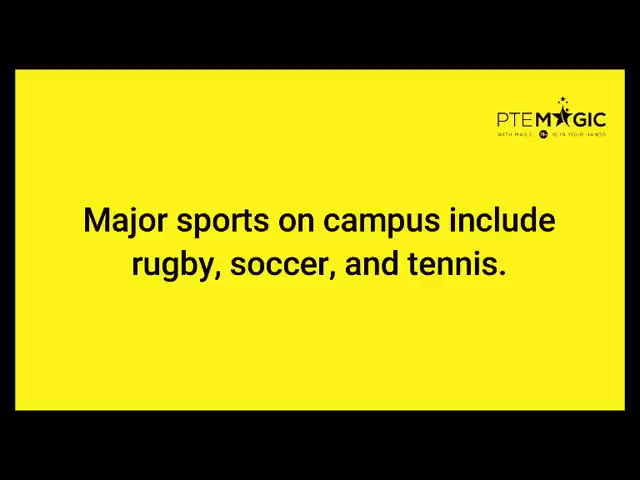 PTEMAGIC
Major sports on campus include
rugby, soccer, and tennis.